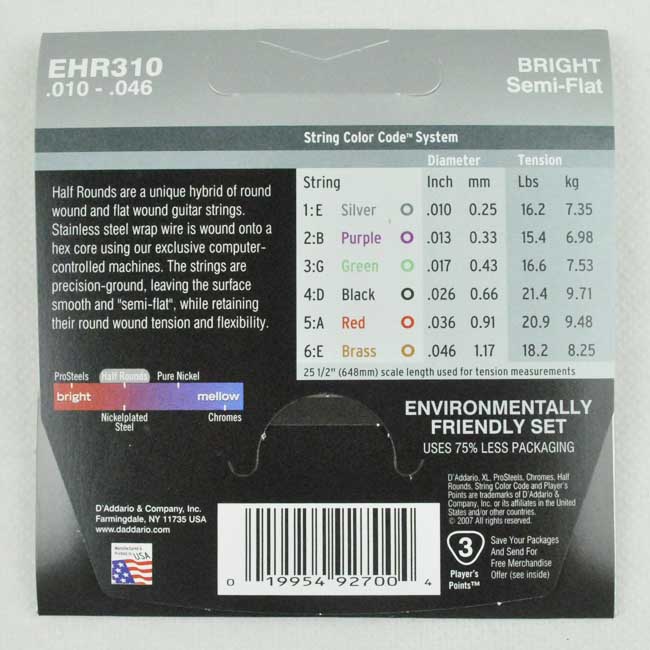 EHR310
.010 - .046
BRIGHT
Semi-Flat
String Color Code™ System
Diameter Tension
String Inch mm Lbs kg
1:E Silver .010 0.25 16.2 7.35
2:B Purple .013 0.33 15.4 6.98
3:G Green .017 0.43 16.6 7.53
4:D Black .026 0.66 21.4 9.71
5:A Red .036 0.91 20.9 9.48
6:E Brass .046 1.17 18.2 8.25
25 1/2" (648mm) scale length used for tension measurements
Half Rounds are a unique hybrid of round
wound and flat wound guitar strings.
Stainless steel wrap wire is wound onto a
hex core using our exclusive computer-
controlled machines. The strings are
precision-ground, leaving the surface
smooth and "semi-flat", while retaining
their round wound tension and flexibility.
ProSteels Half Rounds Pure Nickel
bright mellow
Nickelplated
Steel
Chromes
ENVIRONMENTALLY
FRIENDLY SET
USES 75% LESS PACKAGING
D'Addario, XL, ProSteels, Chromes, Half
Rounds, String Color Code and Player's
Points are trademarks of D'Addario &
Company, Inc. or its affiliates in the United
States and/or other countries.
© 2007 All rights reserved.
D'Addario & Company, Inc.
Farmingdale, NY 11735 USA
www.daddario.com
USA
0 19954 92700 4
3
Player's
Points™
Save Your Packages
And Send For
Free Merchandise
Offer (see inside)